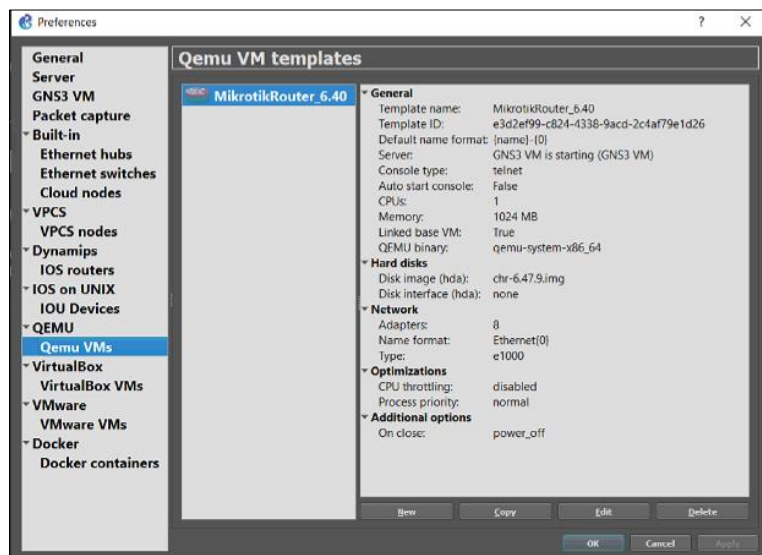 Preferences
? ×
General
Server
GNS3 VM
Packet capture
Built-in
Ethernet hubs
Ethernet switches
Cloud nodes
VPCS
VPCS nodes
Dynamips
IOS routers
IOS on UNIX
IOU Devices
QEMU
Qemu VMs
VirtualBox
VirtualBox VMs
VMware
VMware VMs
Docker
Docker containers
Qemu VM templates
MikrotikRouter_6.40
General
Template name: MikrotikRouter_6.40
Template ID: e3d2ef99-c824-4338-9acd-2c4af79e1d26
Default name format: {name}-{0}
Server: GNS3 VM is starting (GNS3 VM)
Console type: telnet
Auto start console: False
CPUs: 1
Memory: 1024 MB
Linked base VM: True
QEMU binary: qemu-system-x86_64
Hard disks
Disk image (hda): chr-6.47.9.img
Disk interface (hda): none
Network
Adapters: 8
Name format: Ethernet{0}
Type: e1000
Optimizations
CPU throttling: disabled
Process priority: normal
Additional options
On close: power_off
New Copy Edit Delete
OK Cancel Apply